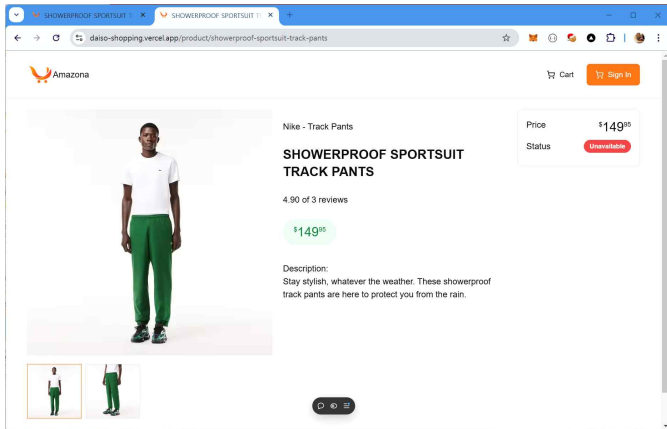 SHOWERPROOF SPORTSUIT T
SHOWERPROOF SPORTSUIT T
daiso-shopping.vercel.app/product/showerproof-sportsuit-track-pants
Amazona
Cart
Sign In
Nike - Track Pants
SHOWERPROOF SPORTSUIT
TRACK PANTS
4.90 of 3 reviews
$14995
Description:
Stay stylish, whatever the weather. These showerproof
track pants are here to protect you from the rain.
Price $14995
Status Unavailable